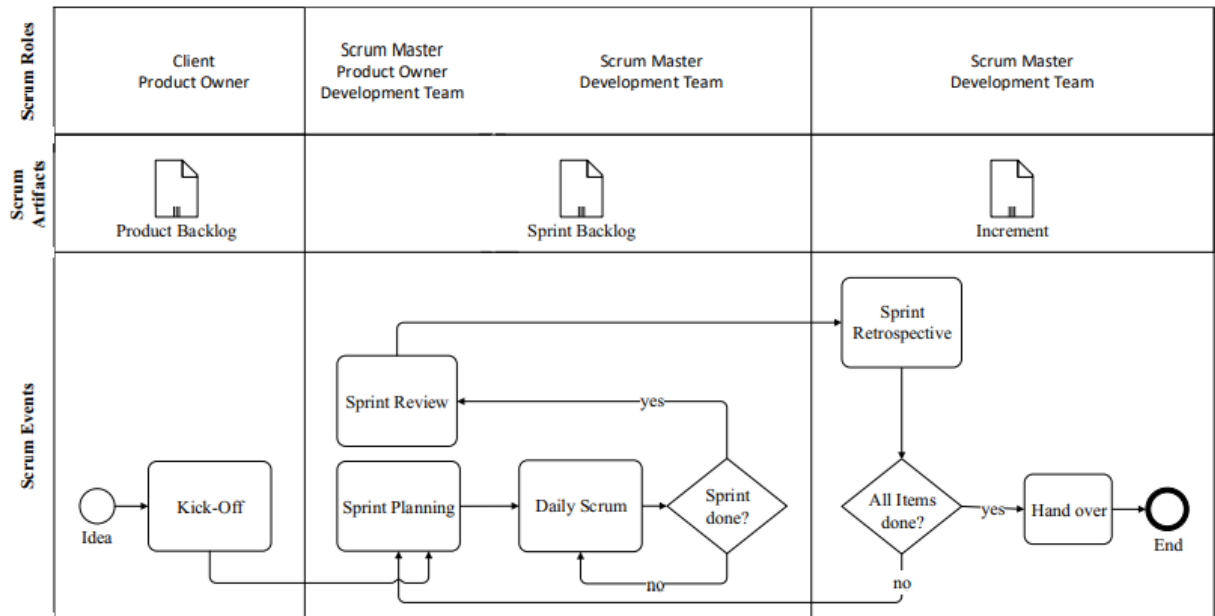 Scrum Roles
Client
Product Owner
Scrum Master
Product Owner
Development Team
Scrum Master
Development Team
Scrum Master
Development Team
Scrum
Artifacts
Product Backlog
Sprint Backlog
Increment
Scrum Events
Sprint
Retrospective
Sprint Review
yes
Idea
Kick-Off
Sprint Planning
Daily Scrum
Sprint
done?
no
All Items
done?
yes
Hand over
End
no